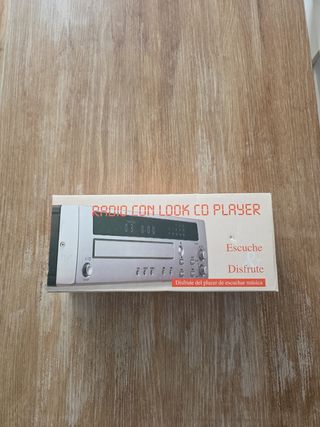 RADIO CON LOOK CD PLAYER
Escuche
&
Disfrute
Disfrute del placer de escuchar música